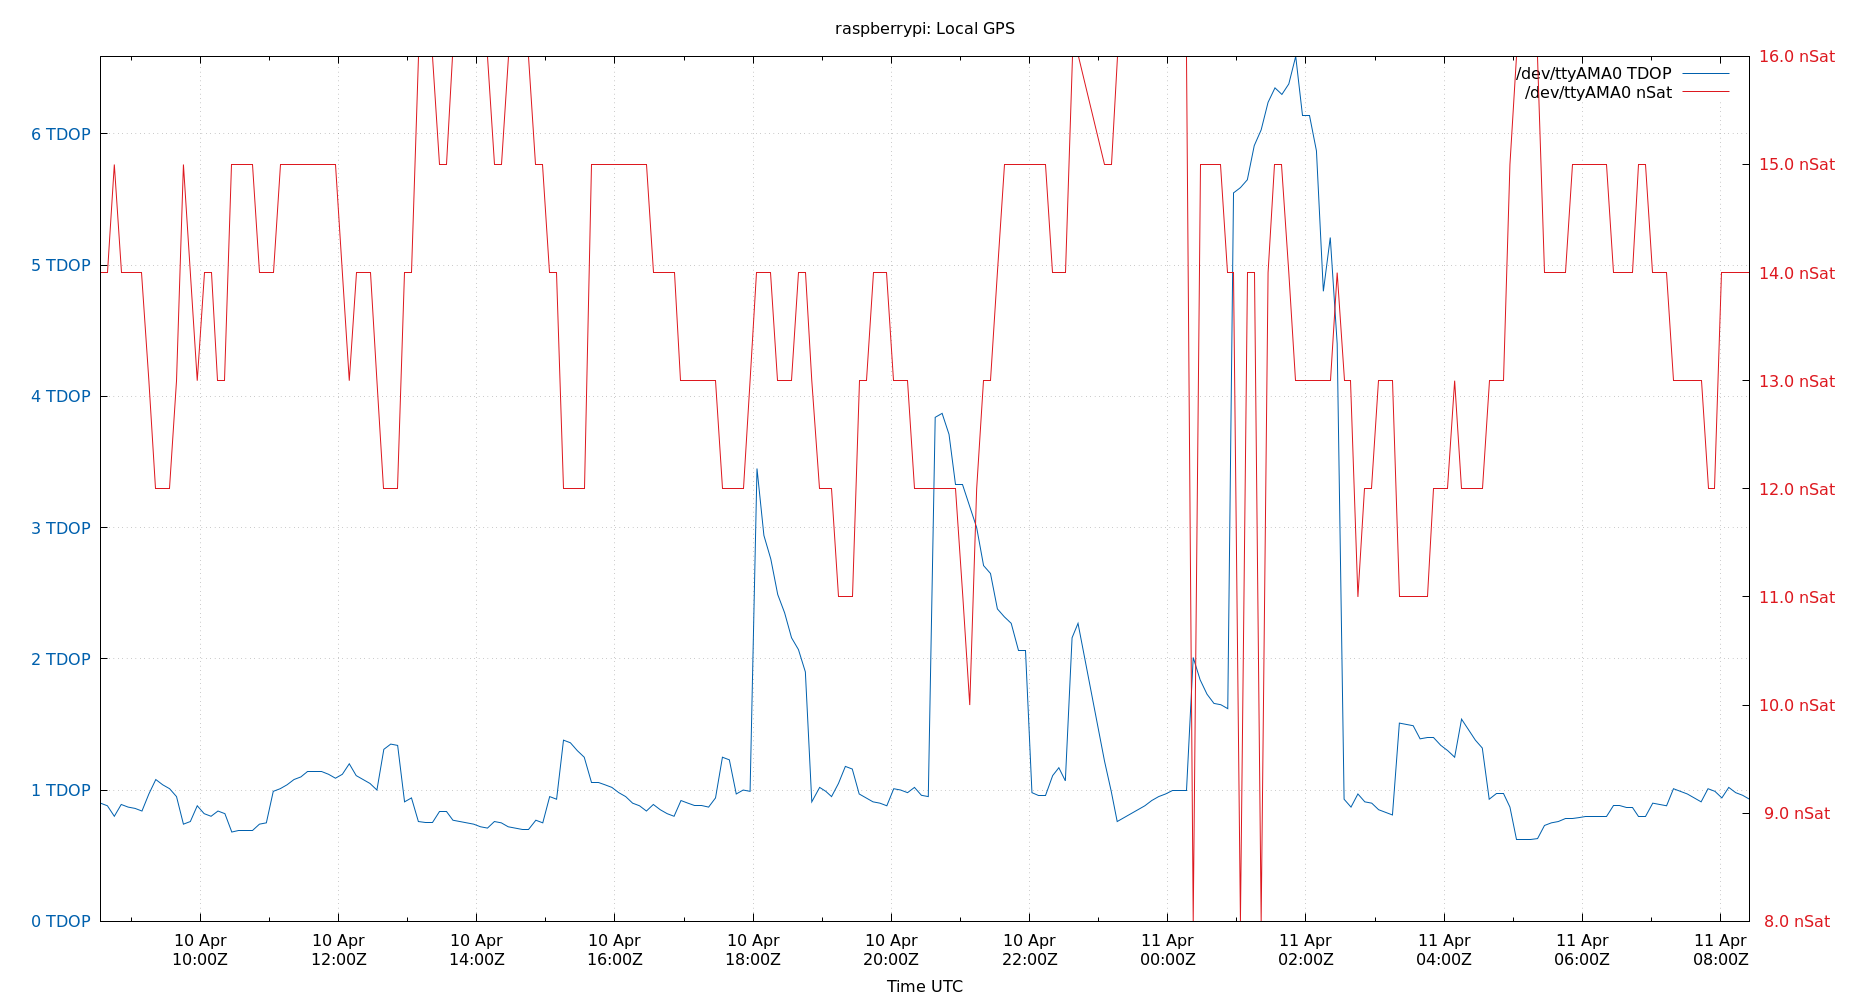 raspberrypi: Local GPS
/dev/ttyAMA0 TDOP
/dev/ttyAMA0 nSat
6 TDOP
5 TDOP
4 TDOP
3 TDOP
2 TDOP
1 TDOP
0 TDOP
16.0 nSat
15.0 nSat
14.0 nSat
13.0 nSat
12.0 nSat
11.0 nSat
10.0 nSat
9.0 nSat
8.0 nSat
10 Apr 10 Apr 10 Apr 10 Apr 10 Apr 10 Apr 10 Apr 11 Apr 11 Apr 11 Apr 11 Apr 11 Apr
10:00Z 12:00Z 14:00Z 16:00Z 18:00Z 20:00Z 22:00Z 00:00Z 02:00Z 04:00Z 06:00Z 08:00Z
Time UTC